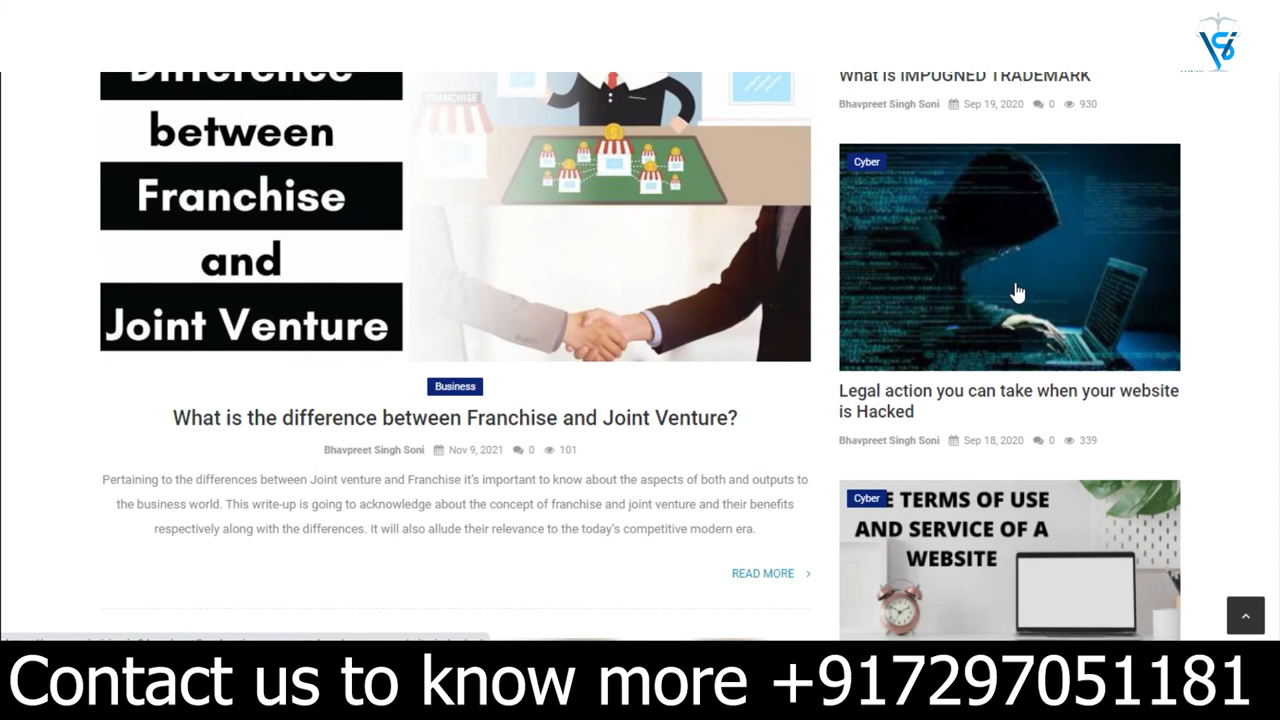 Difference
between
Franchise
and
Joint Venture
FRANCHISE
Business
What is the difference between Franchise and Joint Venture?
Bhavpreet Singh Soni Nov 9, 2021 0 101
Pertaining to the differences between Joint venture and Franchise it's important to know about the aspects of both and outputs to
the business world. This write-up is going to acknowledge about the concept of franchise and joint venture and their benefits
respectively along with the differences. It will also allude their relevance to the today's competitive modern era.
READ MORE
What is IMPUGNED TRADEMARK
Bhavpreet Singh Soni Sep 19, 2020 0 930
Cyber
Legal action you can take when your website
is Hacked
Bhavpreet Singh Soni Sep 18, 2020 0 339
Cyber
E TERMS OF USE
AND SERVICE OF A
WEBSITE
Contact us to know more +917297051181